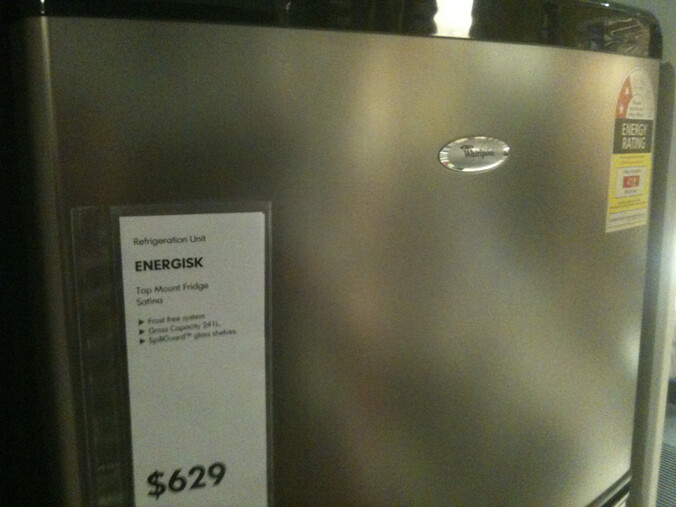 Refrigeration Unit
ENERGISK
Top Mount Fridge
Satina
▶ Frost free system
▶ Gross Capacity 241L
▶ SpillGuard™ glass shelves
$629
Whirlpool
ENERGY
RATING